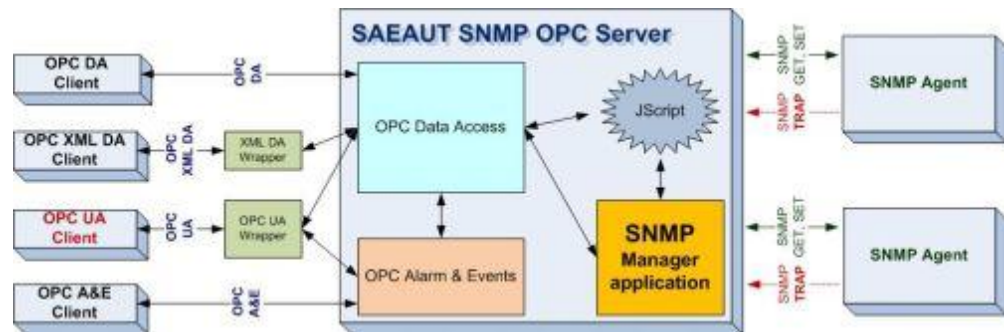 SAEAUT SNMP OPC Server
OPC DA
Client
OPC
DA
OPC XML DA
Client
OPC
XML DA
XML DA
Wrapper
OPC UA
Client
OPC
UA
OPC UA
Wrapper
OPC A&E
Client
OPC
A&E
OPC Data Access
OPC Alarm & Events
JScript
SNMP
Manager
application
SNMP
GET, SET
SNMP
TRAP
SNMP Agent
SNMP
GET, SET
SNMP
TRAP
SNMP Agent